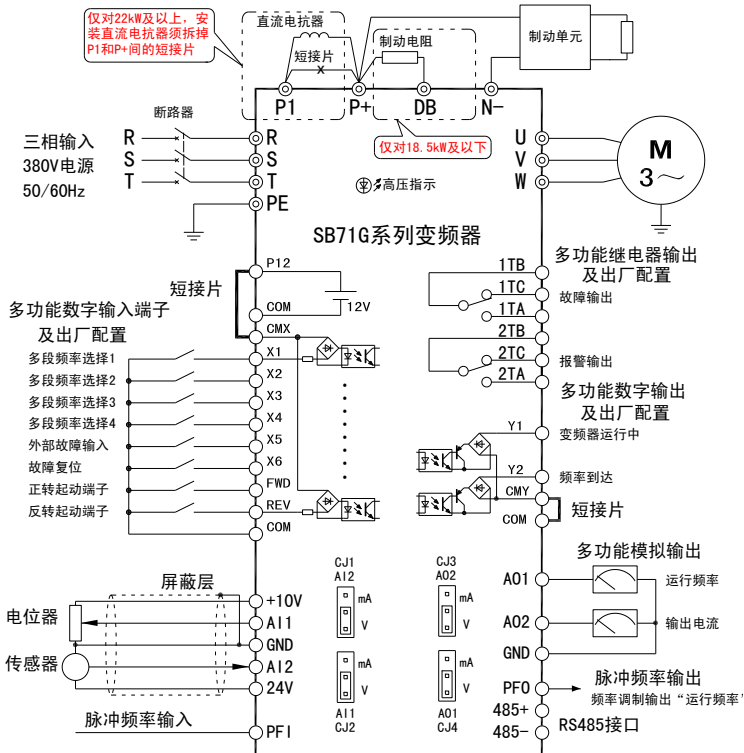 仅对22kW及以上，安
装直流电抗器须拆掉
P1和P+间的短接片
直流电抗器
短接片
制动电阻
制动单元
P1
P+
DB
N-
仅对18.5kW及以下
断路器
三相输入
380V电源
50/60Hz
R
S
T
R
S
T
PE
高压指示
SB71G系列变频器
U
V
W
M
3～
P12
COM
12V
短接片
CMX
多功能数字输入端子
及出厂配置
多段频率选择1
X1
多段频率选择2
X2
多段频率选择3
X3
多段频率选择4
X4
外部故障输入
X5
故障复位
X6
正转起动端子
FWD
反转起动端子
REV
COM
多功能继电器输出
及出厂配置
1TB
1TC
故障输出
1TA
2TB
2TC
报警输出
2TA
多功能数字输出
及出厂配置
Y1
变频器运行中
Y2
频率到达
CMY
COM
短接片
屏蔽层
电位器
传感器
+10V
AI1
GND
AI2
24V
脉冲频率输入
PFI
CJ1
AI2
mA
V
mA
V
AI1
CJ2
CJ3
AO2
mA
V
mA
V
AO1
CJ4
多功能模拟输出
AO1
运行频率
AO2
输出电流
GND
PFO
脉冲频率输出
频率调制输出“运行频率”
485+
485-
RS485接口